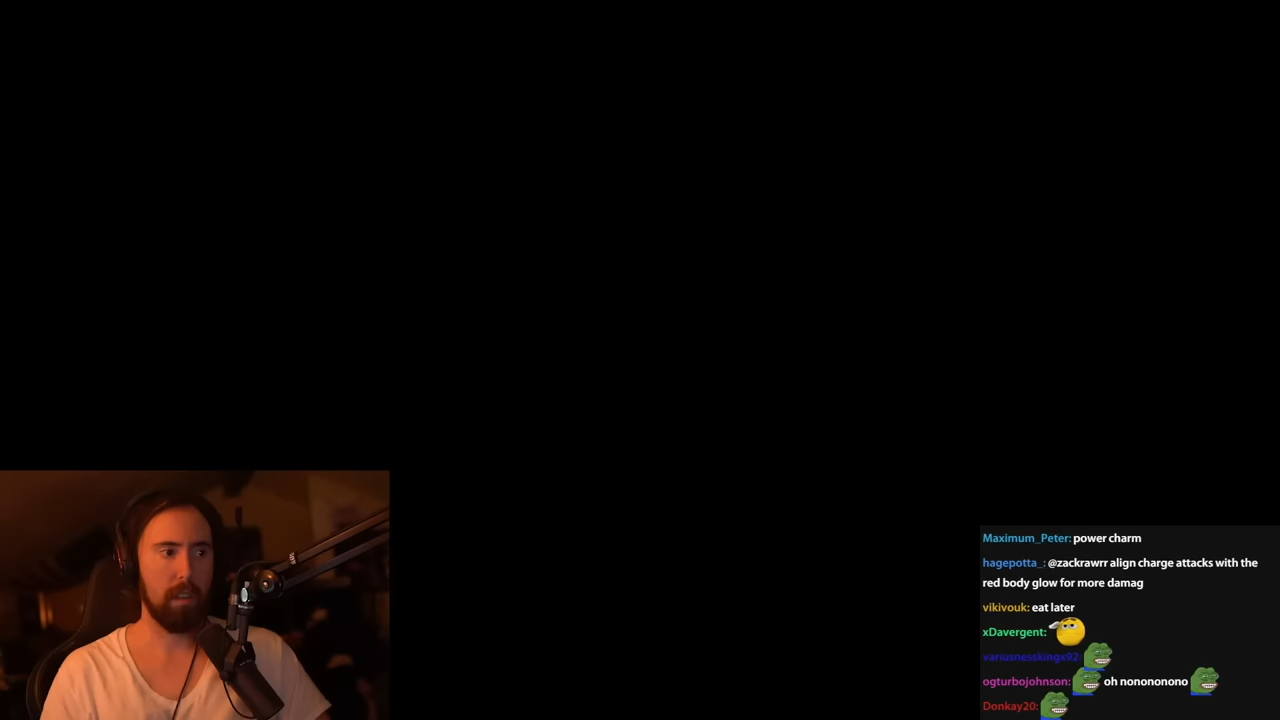 Maximum_Peter: power charm
hagepotta_: @zackrawrr align charge attacks with the
red body glow for more damag
vikivouk: eat later
xDavergent:
variusnesskingx92:
ogturbojohnson: oh nonononono
Donkay20: